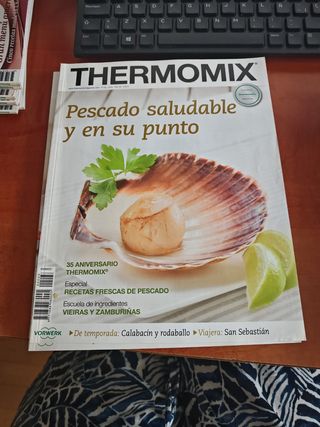 THERMOMIX®
Pescado saludable
y en su punto
35 ANIVERSARIO
THERMOMIX®
Especial
RECETAS FRESCAS DE PESCADO
Escuela de ingredientes
VIEIRAS Y ZAMBURIÑAS
VORWERK
» De temporada: Calabacín y rodaballo » Viajera: San Sebastián